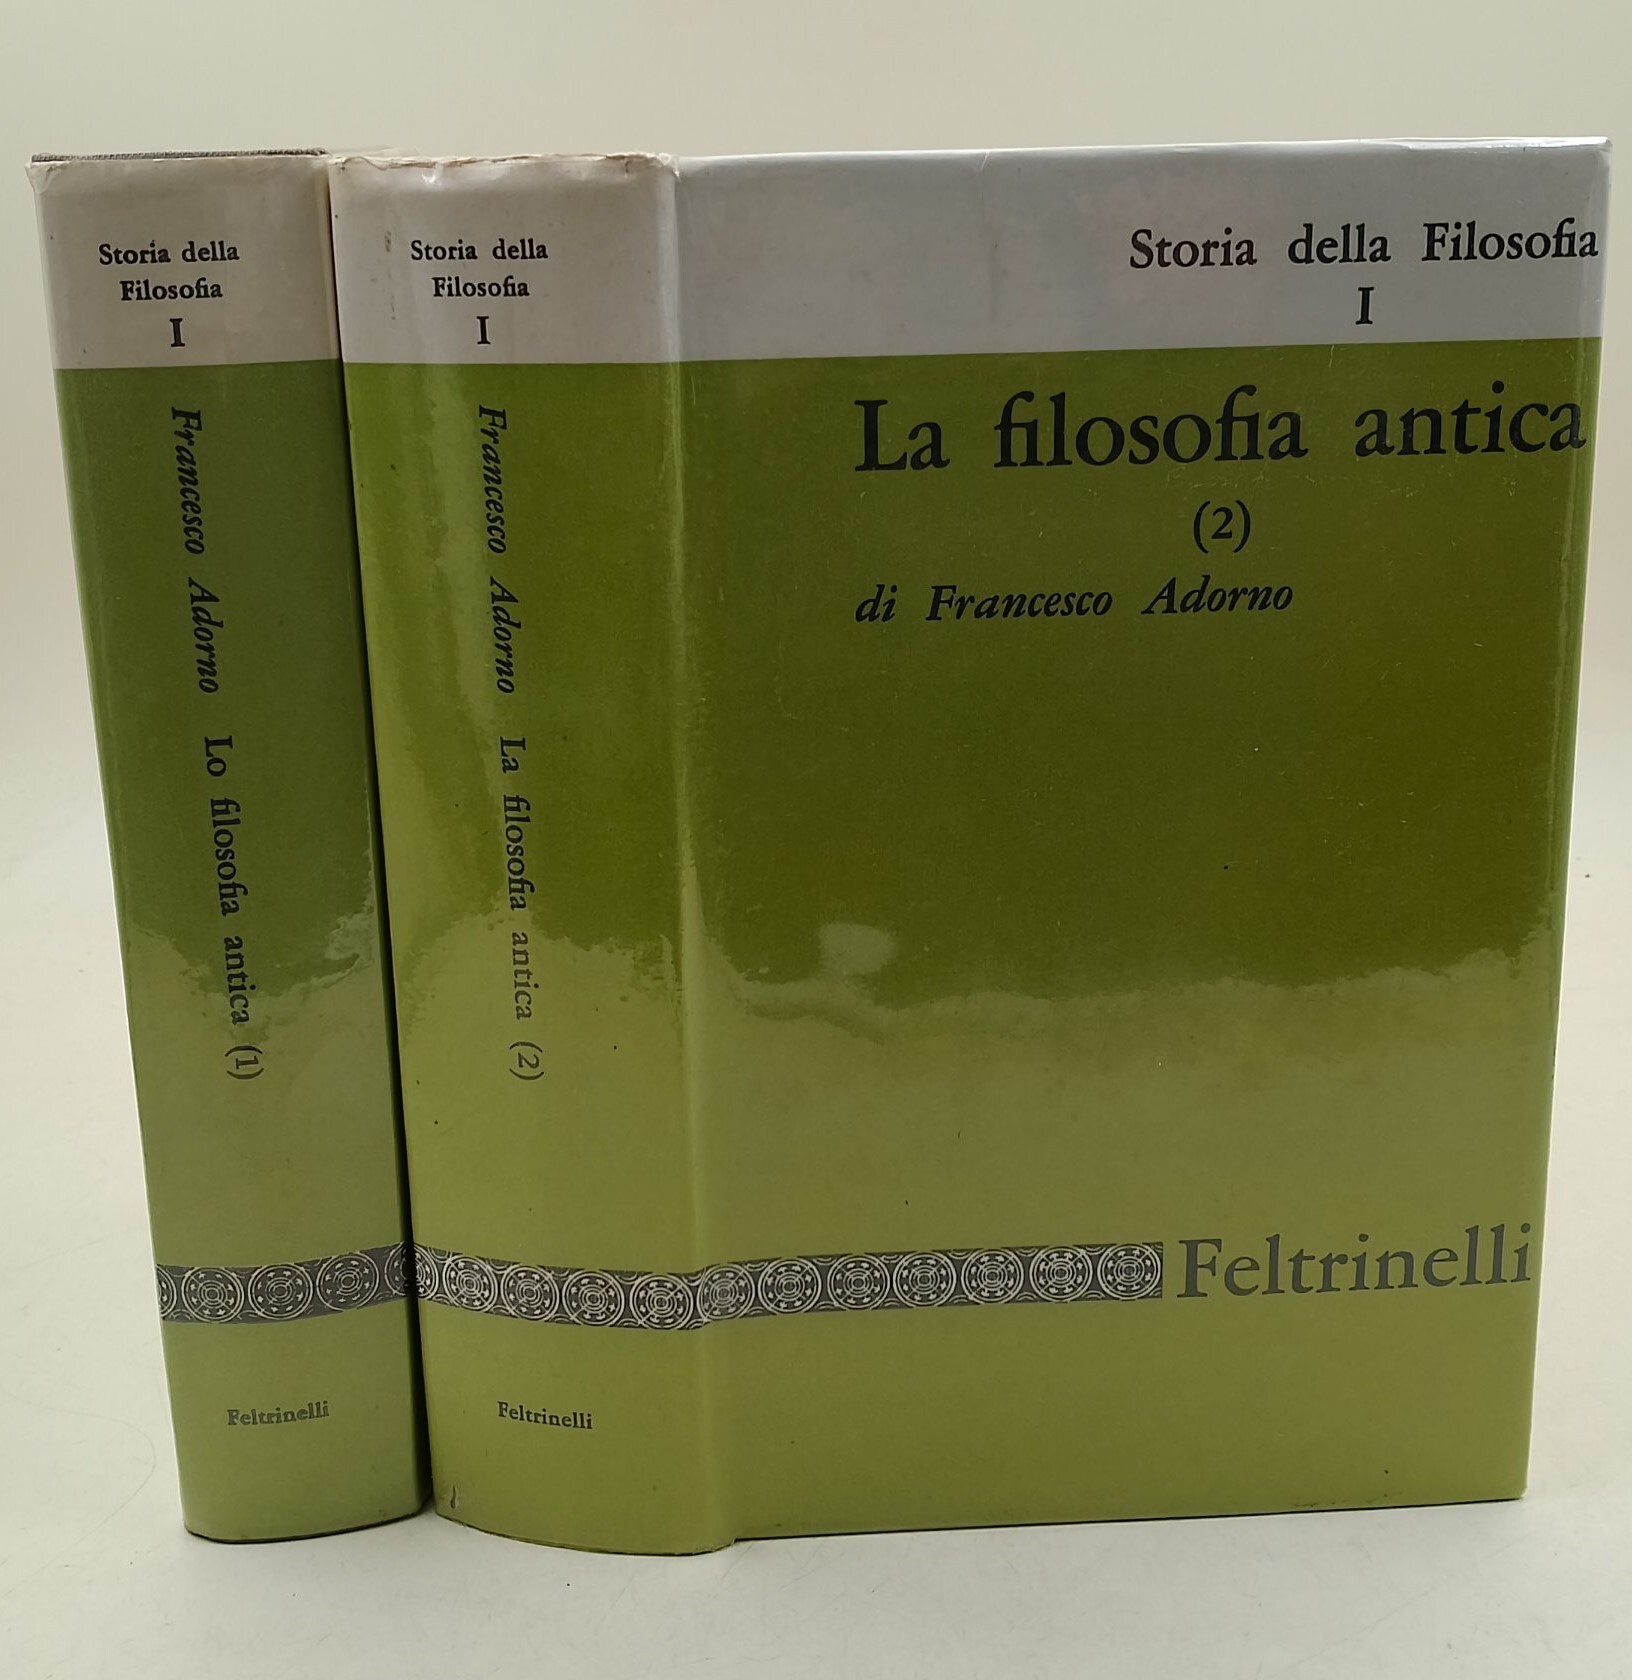 Storia della
Filosofia
I
Francesco Adorno Lo filosofia antica (1)
Feltrinelli
Storia della
Filosofia
I
Francesco Adorno La filosofia antica (2)
Feltrinelli
Storia della Filosofia
I
La filosofia antica
(2)
di Francesco Adorno
Feltrinelli